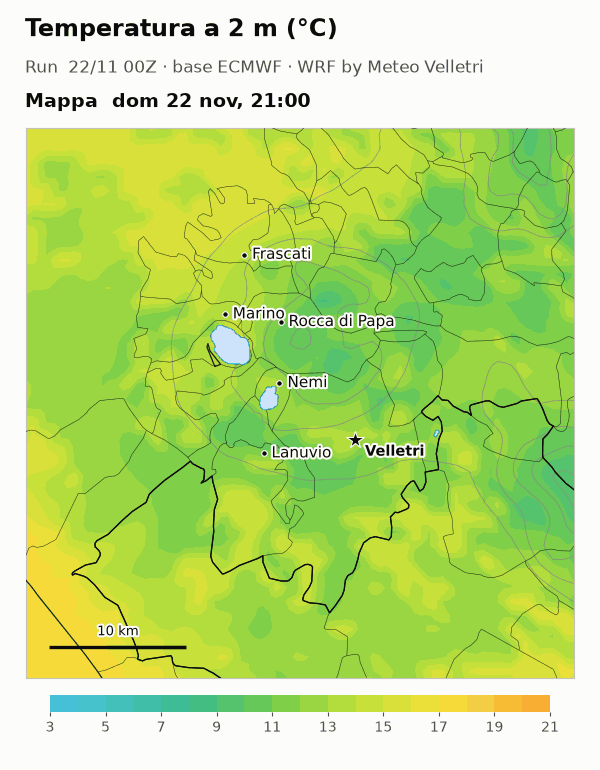 Temperatura a 2 m (°C)
Run  22/11 00Z · base ECMWF · WRF by Meteo Velletri
Mappa  dom 22 nov, 21:00
Frascati
Marino
Rocca di Papa
Nemi
Velletri
Lanuvio
10 km
3 5 7 9 11 13 15 17 19 21